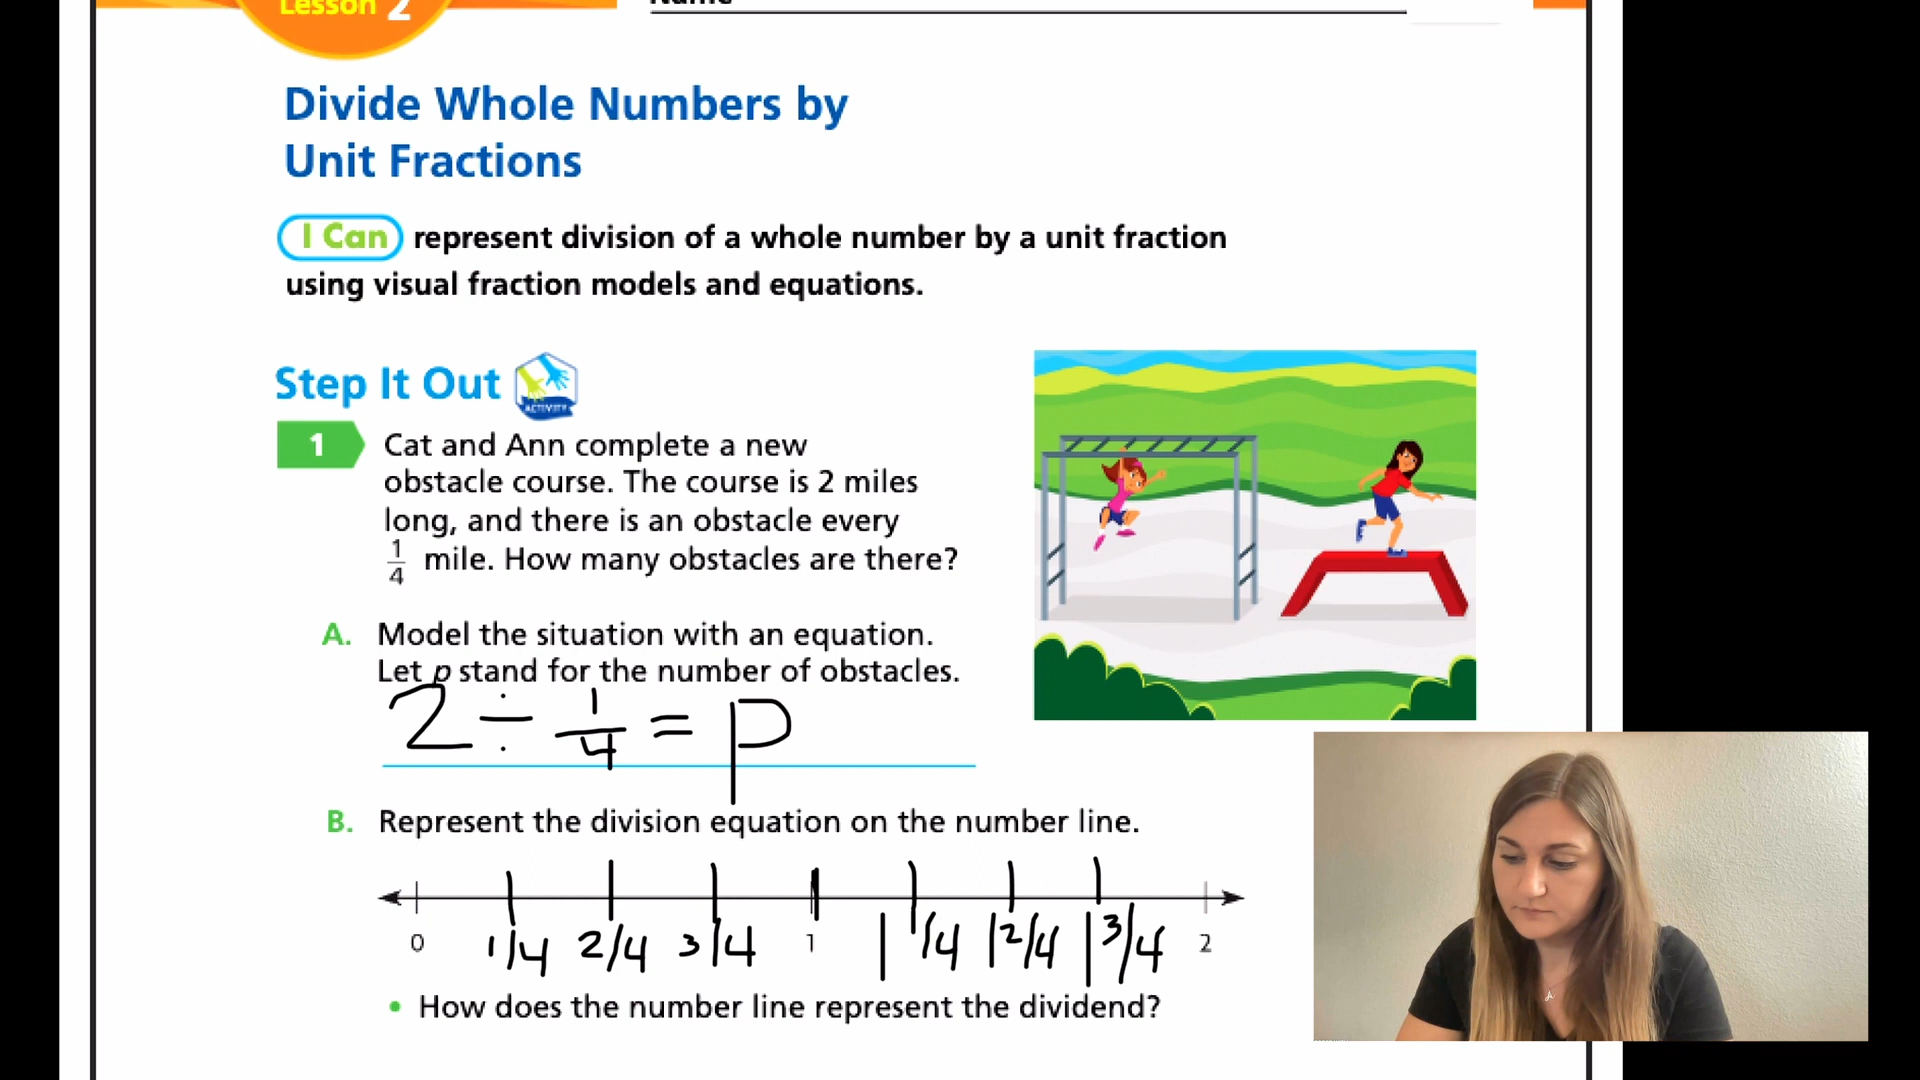 Lesson 2
Name
Divide Whole Numbers by
Unit Fractions
I Can represent division of a whole number by a unit fraction
using visual fraction models and equations.
Step It Out
ACTIVITY
1 Cat and Ann complete a new
obstacle course. The course is 2 miles
long, and there is an obstacle every
1/4 mile. How many obstacles are there?
A. Model the situation with an equation.
Let p stand for the number of obstacles.
2 ÷ 1/4 = p
B. Represent the division equation on the number line.
0 1/4 2/4 3/4 1 1 1/4 1 2/4 1 3/4 2
• How does the number line represent the dividend?